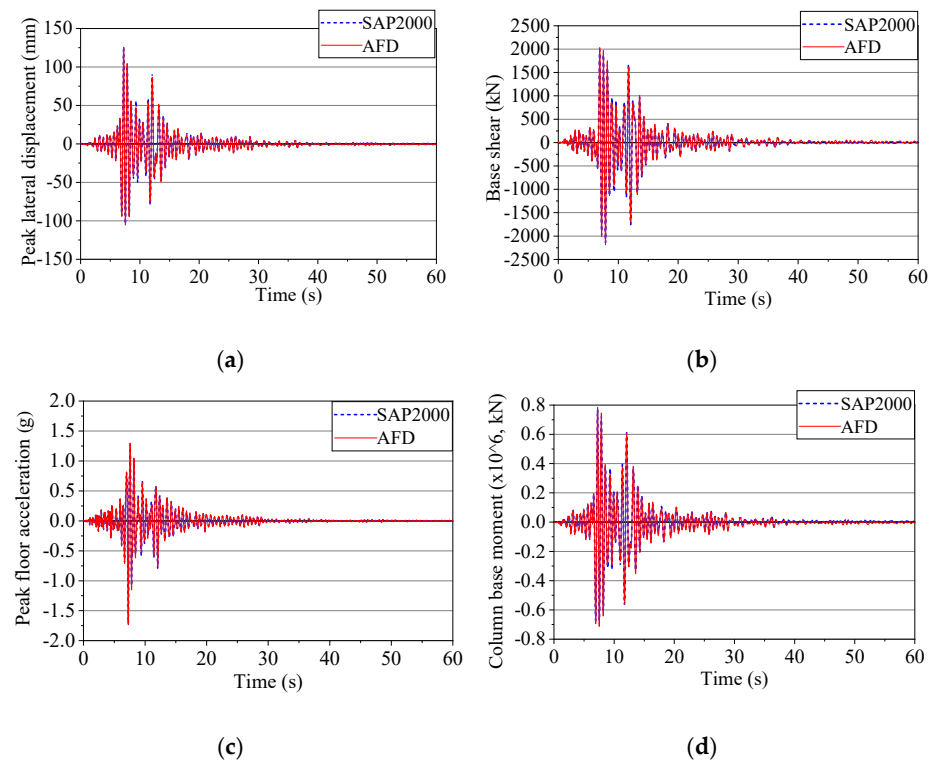 150
100
50
0
-50
-100
-150
Peak lateral displacement (mm)
SAP2000
AFD
0 10 20 30 40 50 60
Time (s)
(a)
2500
2000
1500
1000
500
0
-500
-1000
-1500
-2000
-2500
Base shear (kN)
SAP2000
AFD
0 10 20 30 40 50 60
Time (s)
(b)
2.0
1.5
1.0
0.5
0.0
-0.5
-1.0
-1.5
-2.0
Peak floor acceleration (g)
SAP2000
AFD
0 10 20 30 40 50 60
Time (s)
(c)
0.8
0.6
0.4
0.2
0.0
-0.2
-0.4
-0.6
-0.8
Column base moment (x10^6, kN)
SAP2000
AFD
0 10 20 30 40 50 60
Time (s)
(d)